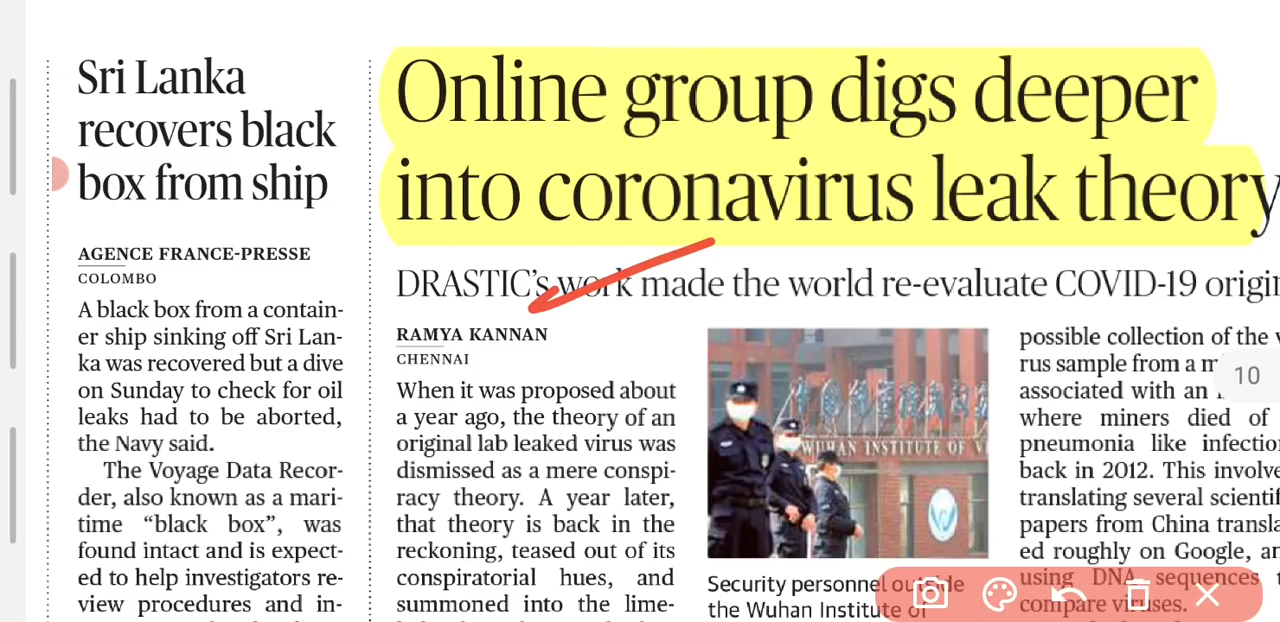 Sri Lanka
recovers black
box from ship
AGENCE FRANCE-PRESSE
COLOMBO
A black box from a contain-
er ship sinking off Sri Lan-
ka was recovered but a dive
on Sunday to check for oil
leaks had to be aborted,
the Navy said.
The Voyage Data Recor-
der, also known as a mari-
time “black box”, was
found intact and is expect-
ed to help investigators re-
view procedures and in-
Online group digs deeper
into coronavirus leak theory
DRASTIC’s work made the world re-evaluate COVID-19
RAMYA KANNAN
CHENNAI
When it was proposed about
a year ago, the theory of an
original lab leaked virus was
dismissed as a mere conspi-
racy theory. A year later,
that theory is back in the
reckoning, teased out of its
conspiratorial hues, and
summoned into the lime-
WUHAN INSTITUTE OF
Security personnel outside
the Wuhan Institute of
possible collection of the
rus sample from a
associated with an
where miners died of
pneumonia like
back in 2012. This
translating several
papers from China
ed roughly on Google,
using DNA sequences
compare viruses.
10